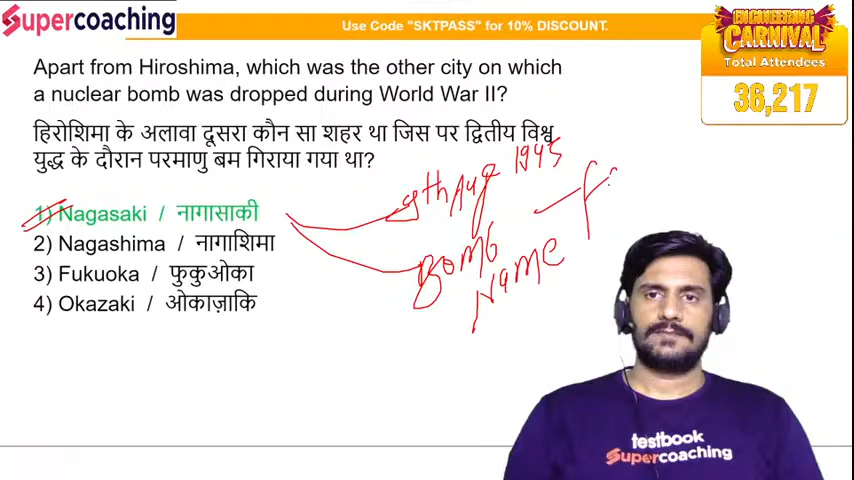 Supercoaching
Use Code "SKTPASS" for 10% DISCOUNT.
ENGINEERING
CARNIVAL
Total Attendees
36,217
Apart from Hiroshima, which was the other city on which
a nuclear bomb was dropped during World War II?
हिरोशिमा के अलावा दूसरा कौन सा शहर था जिस पर द्वितीय विश्व
युद्ध के दौरान परमाणु बम गिराया गया था?
1) Nagasaki / नागासाकी
2) Nagashima / नागाशिमा
3) Fukuoka / फुकुओका
4) Okazaki / ओकाज़ाकि
9th Aug 1945
Bomb
Name
testbook
Supercoaching